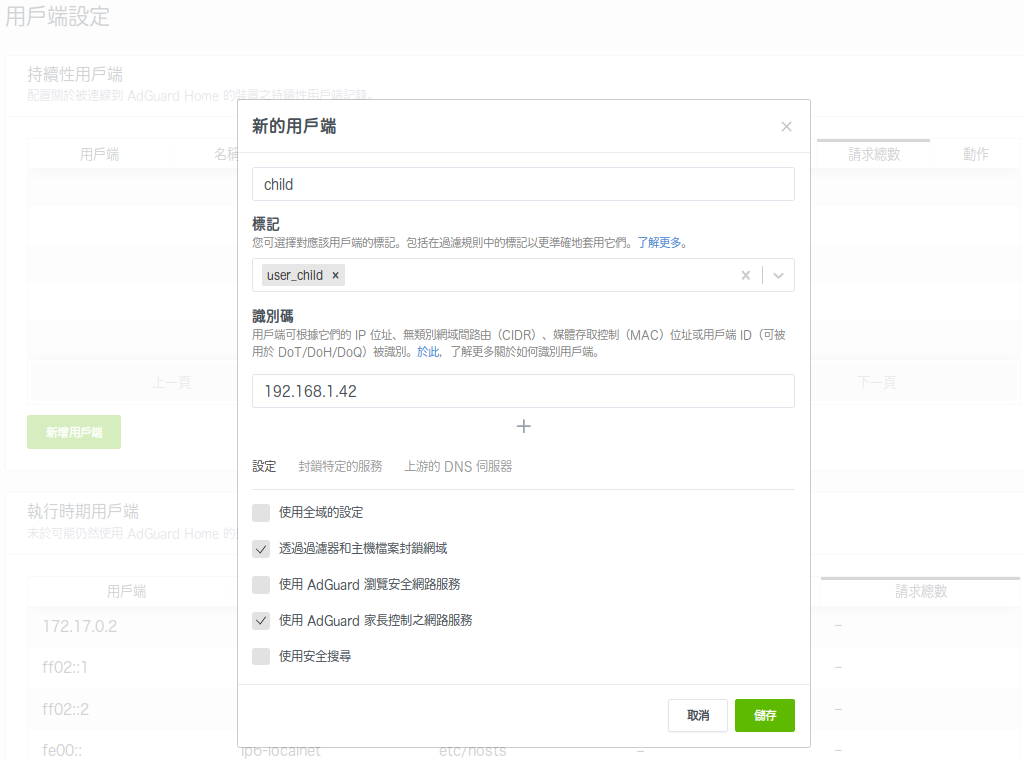 用戶端設定
持續性用戶端
配置關於被連線到 AdGuard Home 的裝置之持續性用戶端記錄。
新的用戶端
用戶端
名稱
請求總數
動作
child
標記
您可選擇對應該用戶端的標記。包括在過濾規則中的標記以更準確地套用它們。了解更多。
user_child ×
識別碼
用戶端可根據它們的 IP 位址、無類別網域間路由（CIDR）、媒體存取控制（MAC）位址或用戶端 ID（可被
用於 DoT/DoH/DoQ）被識別。於此，了解更多關於如何識別用戶端。
上一頁
下一頁
192.168.1.42
新增用戶端
設定
封鎖特定的服務
上游的 DNS 伺服器
執行時期用戶端
未於可能仍然使用 AdGuard Home 的
使用全域的設定
透過過濾器和主機檔案封鎖網域
使用 AdGuard 瀏覽安全網路服務
使用 AdGuard 家長控制之網路服務
使用安全搜尋
用戶端
請求總數
172.17.0.2
–
ff02::1
–
ff02::2
–
取消
儲存
fe00::
ip6-localnet
etc/hosts
–
–